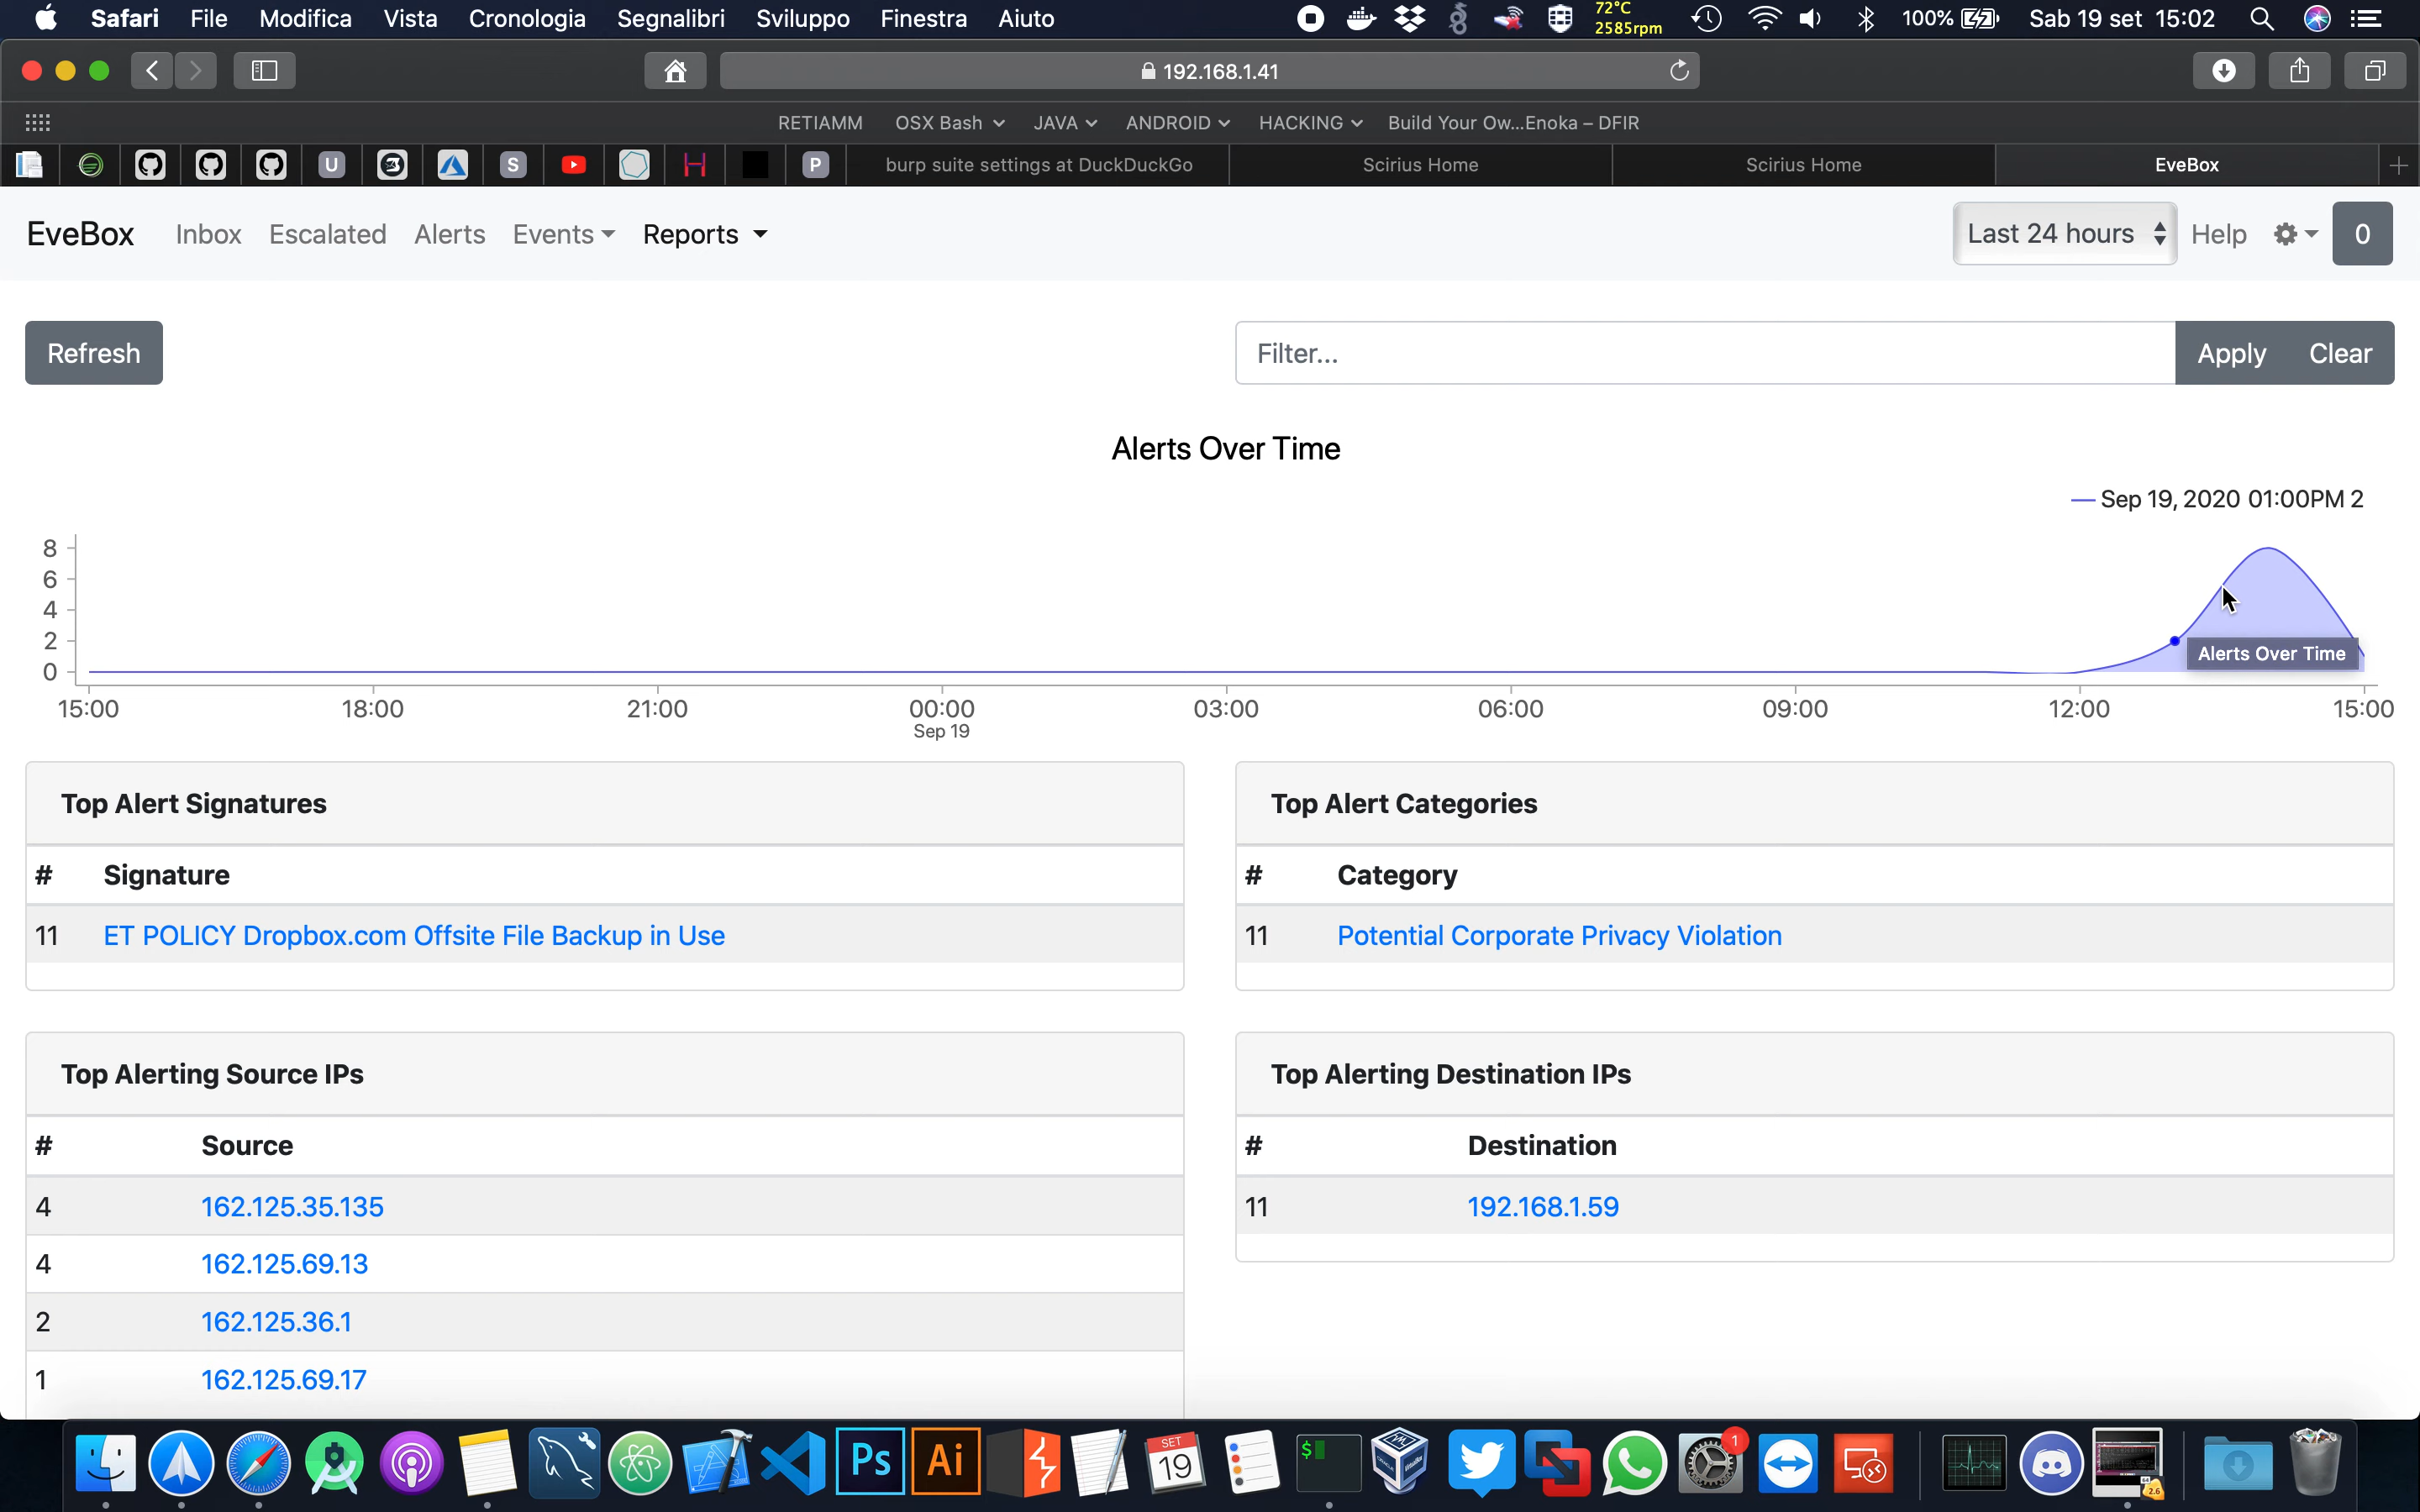 Safari File Modifica Vista Cronologia Segnalibri Sviluppo Finestra Aiuto 72°C 2585rpm 100% Sab 19 set 15:02
192.168.1.41
RETIAMM OSX Bash JAVA ANDROID HACKING Build Your Ow...Enoka – DFIR
U S P burp suite settings at DuckDuckGo Scirius Home Scirius Home EveBox
EveBox Inbox Escalated Alerts Events Reports Last 24 hours Help 0
Refresh Filter... Apply Clear
Alerts Over Time
Sep 19, 2020 01:00PM 2
8
6
4
2
0
Alerts Over Time
15:00 18:00 21:00 00:00 03:00 06:00 09:00 12:00 15:00
Sep 19
Top Alert Signatures
# Signature
11 ET POLICY Dropbox.com Offsite File Backup in Use
Top Alert Categories
# Category
11 Potential Corporate Privacy Violation
Top Alerting Source IPs
# Source
4 162.125.35.135
4 162.125.69.13
2 162.125.36.1
1 162.125.69.17
Top Alerting Destination IPs
# Destination
11 192.168.1.59
Ps Ai SET 19 $ 1 2.6